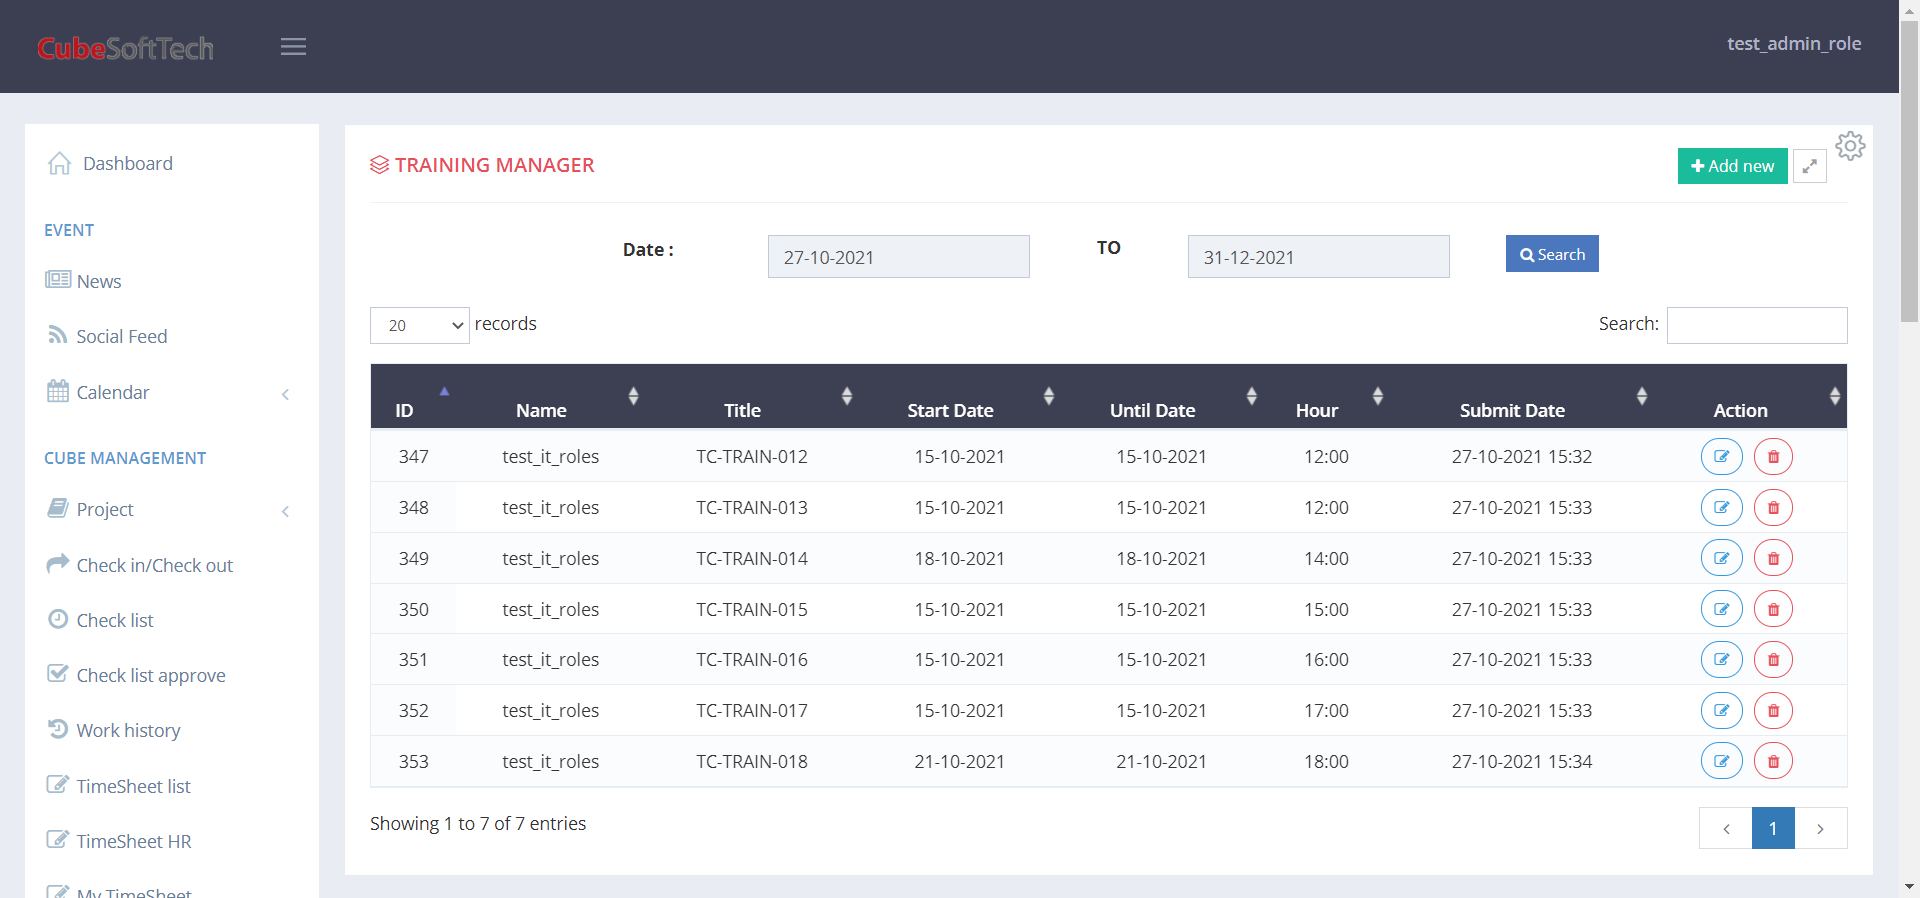 CubeSoftTech
test_admin_role
Dashboard
EVENT
News
Social Feed
Calendar
CUBE MANAGEMENT
Project
Check in/Check out
Check list
Check list approve
Work history
TimeSheet list
TimeSheet HR
My TimeSheet
TRAINING MANAGER
Add new
Date : 27-10-2021 TO 31-12-2021 Search
20 records Search:
ID Name Title Start Date Until Date Hour Submit Date Action
347 test_it_roles TC-TRAIN-012 15-10-2021 15-10-2021 12:00 27-10-2021 15:32
348 test_it_roles TC-TRAIN-013 15-10-2021 15-10-2021 12:00 27-10-2021 15:33
349 test_it_roles TC-TRAIN-014 18-10-2021 18-10-2021 14:00 27-10-2021 15:33
350 test_it_roles TC-TRAIN-015 15-10-2021 15-10-2021 15:00 27-10-2021 15:33
351 test_it_roles TC-TRAIN-016 15-10-2021 15-10-2021 16:00 27-10-2021 15:33
352 test_it_roles TC-TRAIN-017 15-10-2021 15-10-2021 17:00 27-10-2021 15:33
353 test_it_roles TC-TRAIN-018 21-10-2021 21-10-2021 18:00 27-10-2021 15:34
Showing 1 to 7 of 7 entries
1